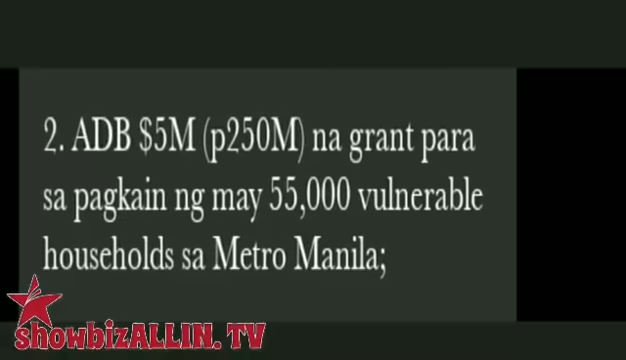 2. ADB $5M (p250M) na grant para
sa pagkain ng may 55,000 vulnerable
households sa Metro Manila;
showbizALLIN.TV